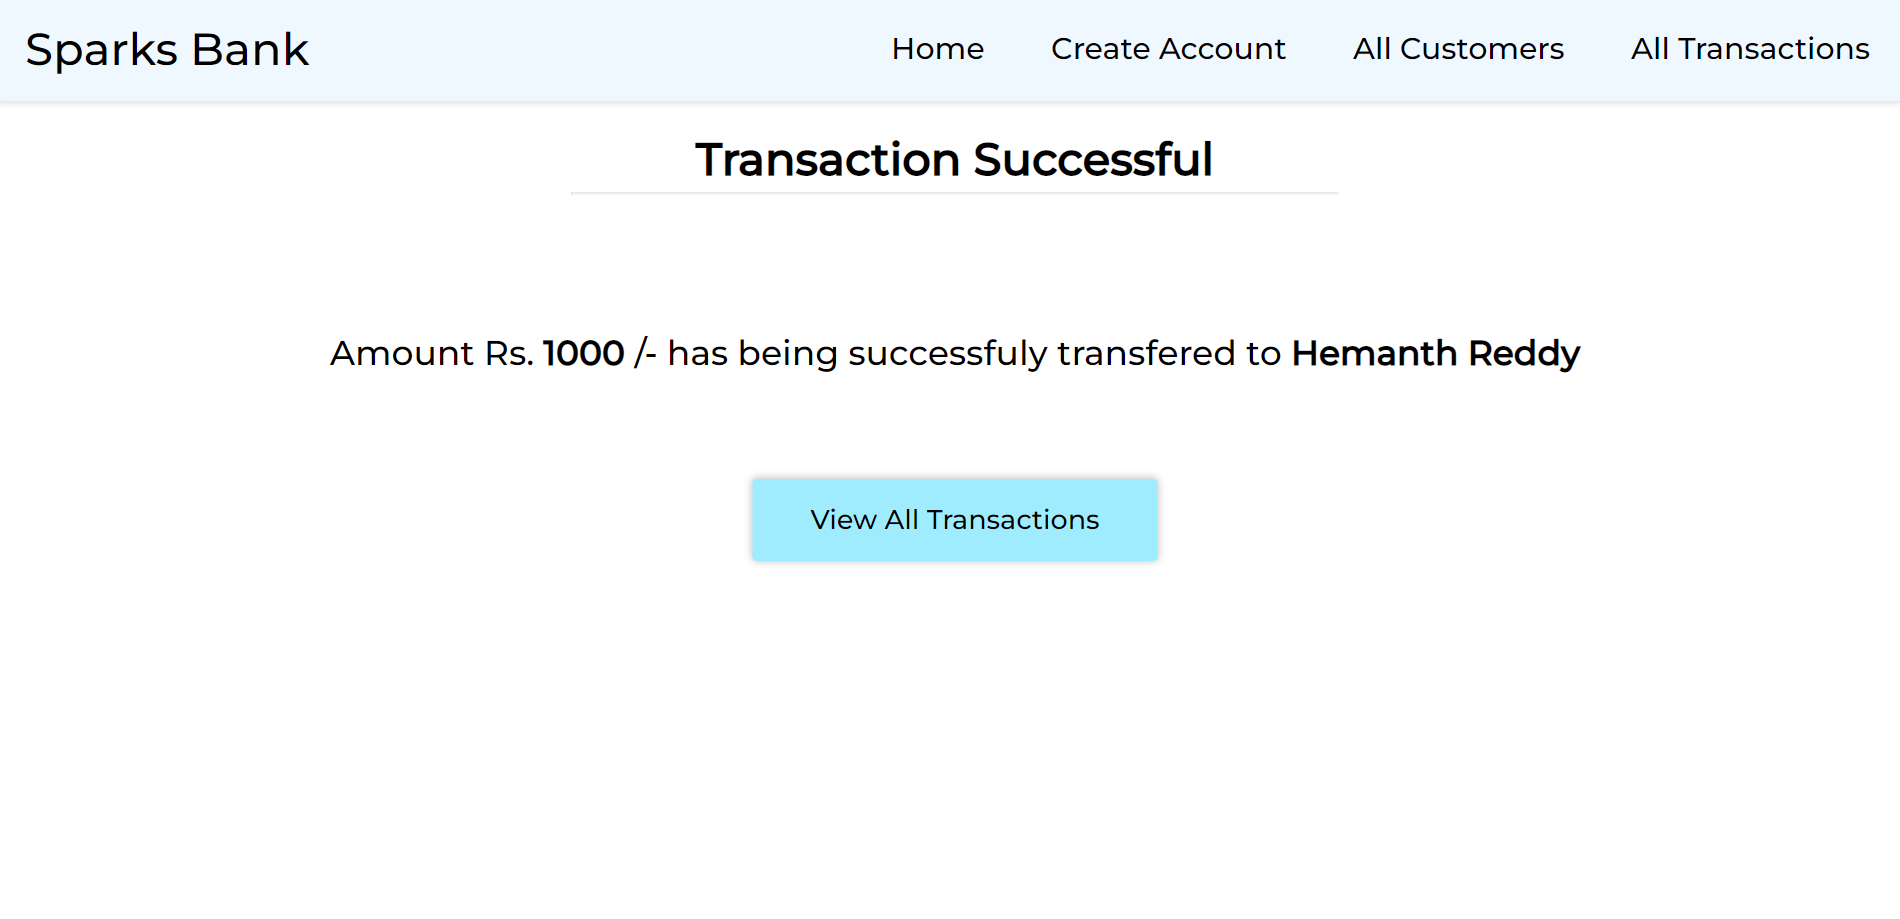 Sparks Bank Home Create Account All Customers All Transactions
Transaction Successful
Amount Rs. 1000 /- has being successfuly transfered to Hemanth Reddy
View All Transactions